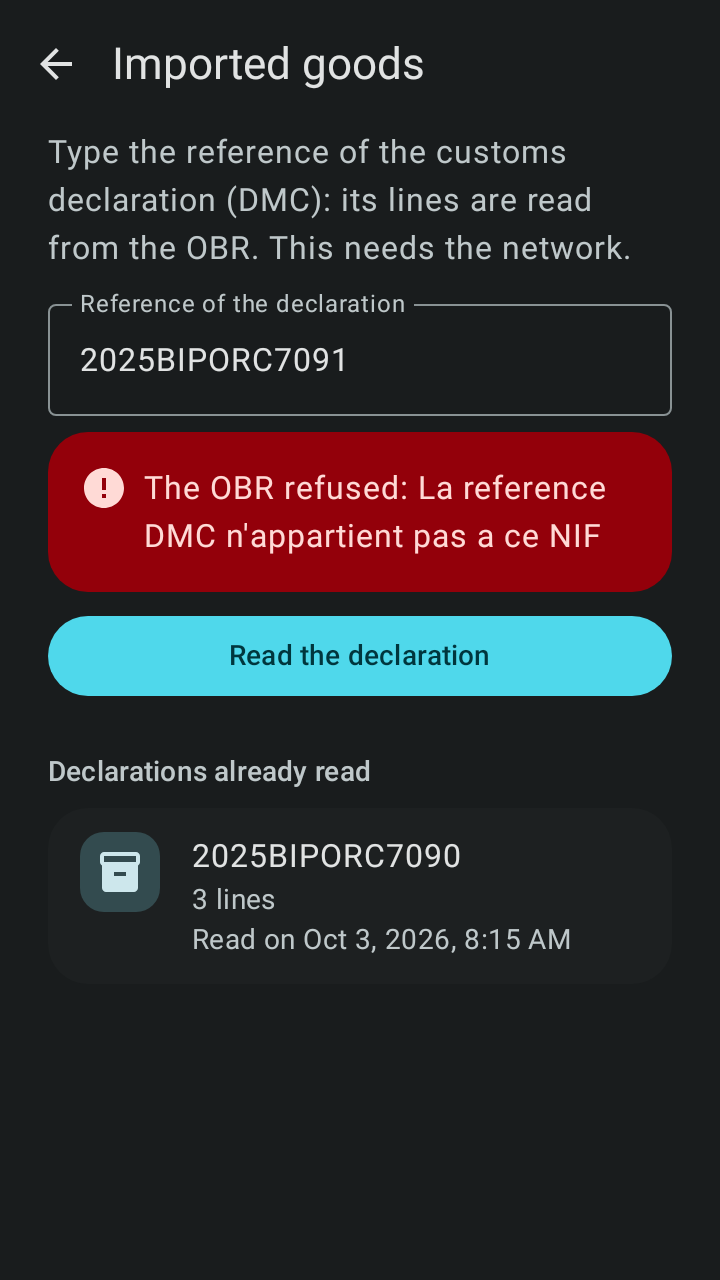 Imported goods
Type the reference of the customs
declaration (DMC): its lines are read
from the OBR. This needs the network.
Reference of the declaration
2025BIPORC7091
The OBR refused: La reference
DMC n'appartient pas a ce NIF
Read the declaration
Declarations already read
2025BIPORC7090
3 lines
Read on Oct 3, 2026, 8:15 AM